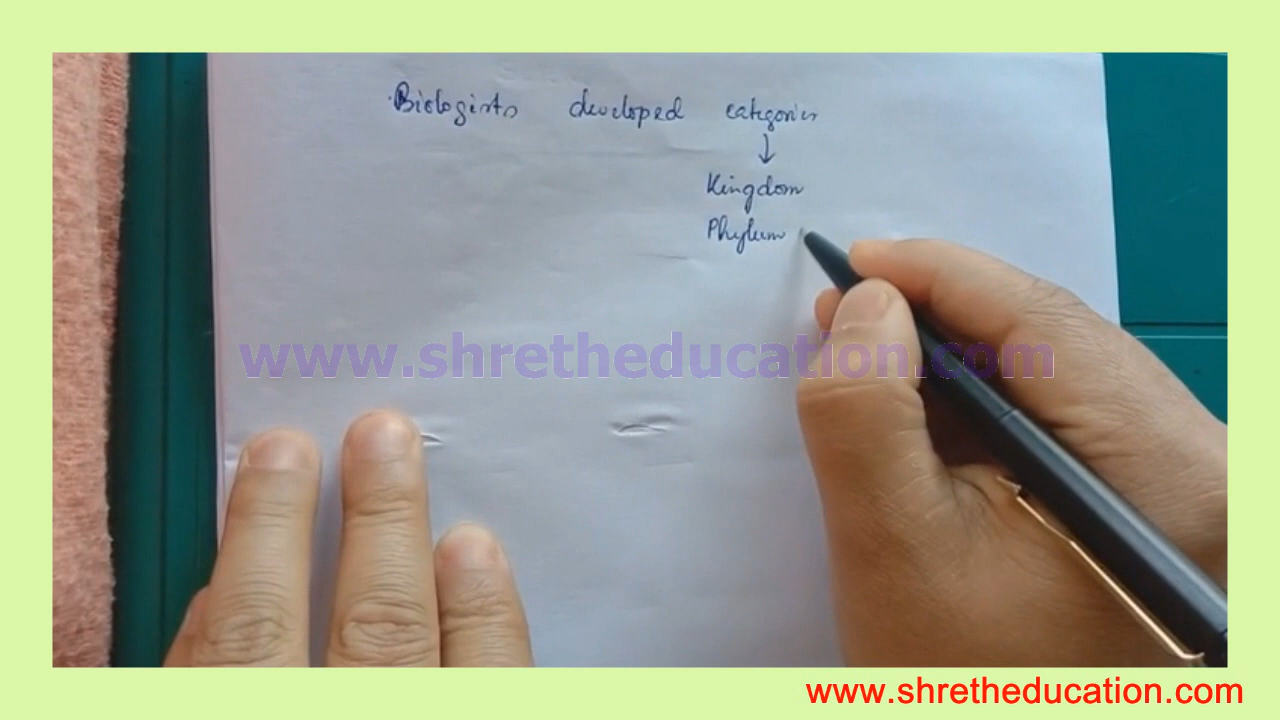 Biologists developed categories
↓
Kingdom
Phylum
www.shretheducation.com
www.shretheducation.com